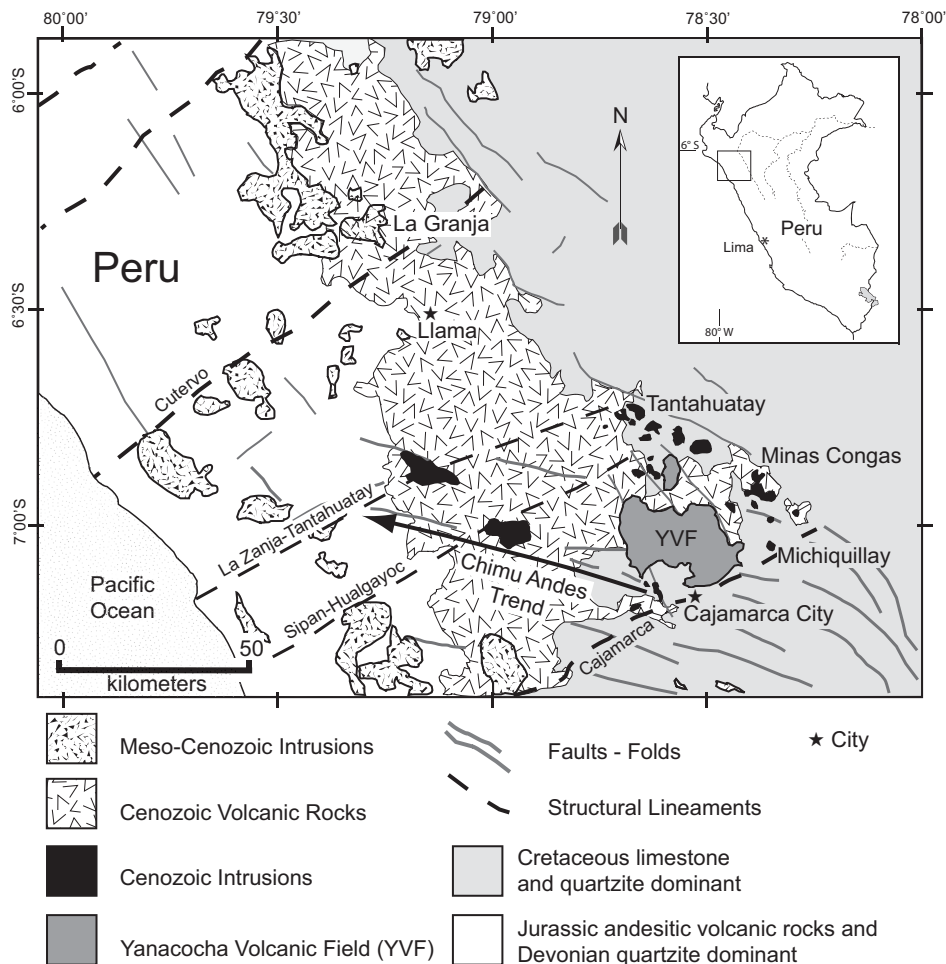 80°00'
79°30'
79°00'
78°30'
78°00'
6°00'S
6°30'S
7°00'S
N
6° S
Peru
Lima
80° W
La Granja
Peru
Llama
Cutervo
Tantahuatay
Minas Congas
La Zanja-Tantahuatay
YVF
Michiquillay
Sipan-Hualgayoc
Chimu Andes
Trend
Pacific
Ocean
Cajamarca City
Cajamarca
0
50
kilometers
Meso-Cenozoic Intrusions
Cenozoic Volcanic Rocks
Cenozoic Intrusions
Yanacocha Volcanic Field (YVF)
Faults - Folds
City
Structural Lineaments
Cretaceous limestone
and quartzite dominant
Jurassic andesitic volcanic rocks and
Devonian quartzite dominant